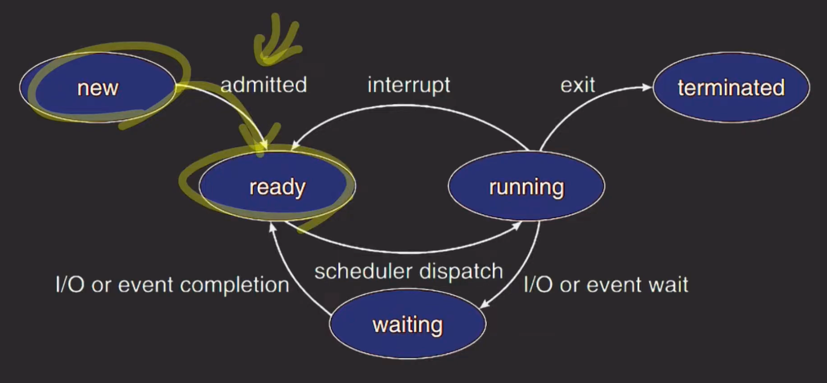 new
admitted
interrupt
exit
terminated
ready
running
scheduler dispatch
I/O or event completion
I/O or event wait
waiting